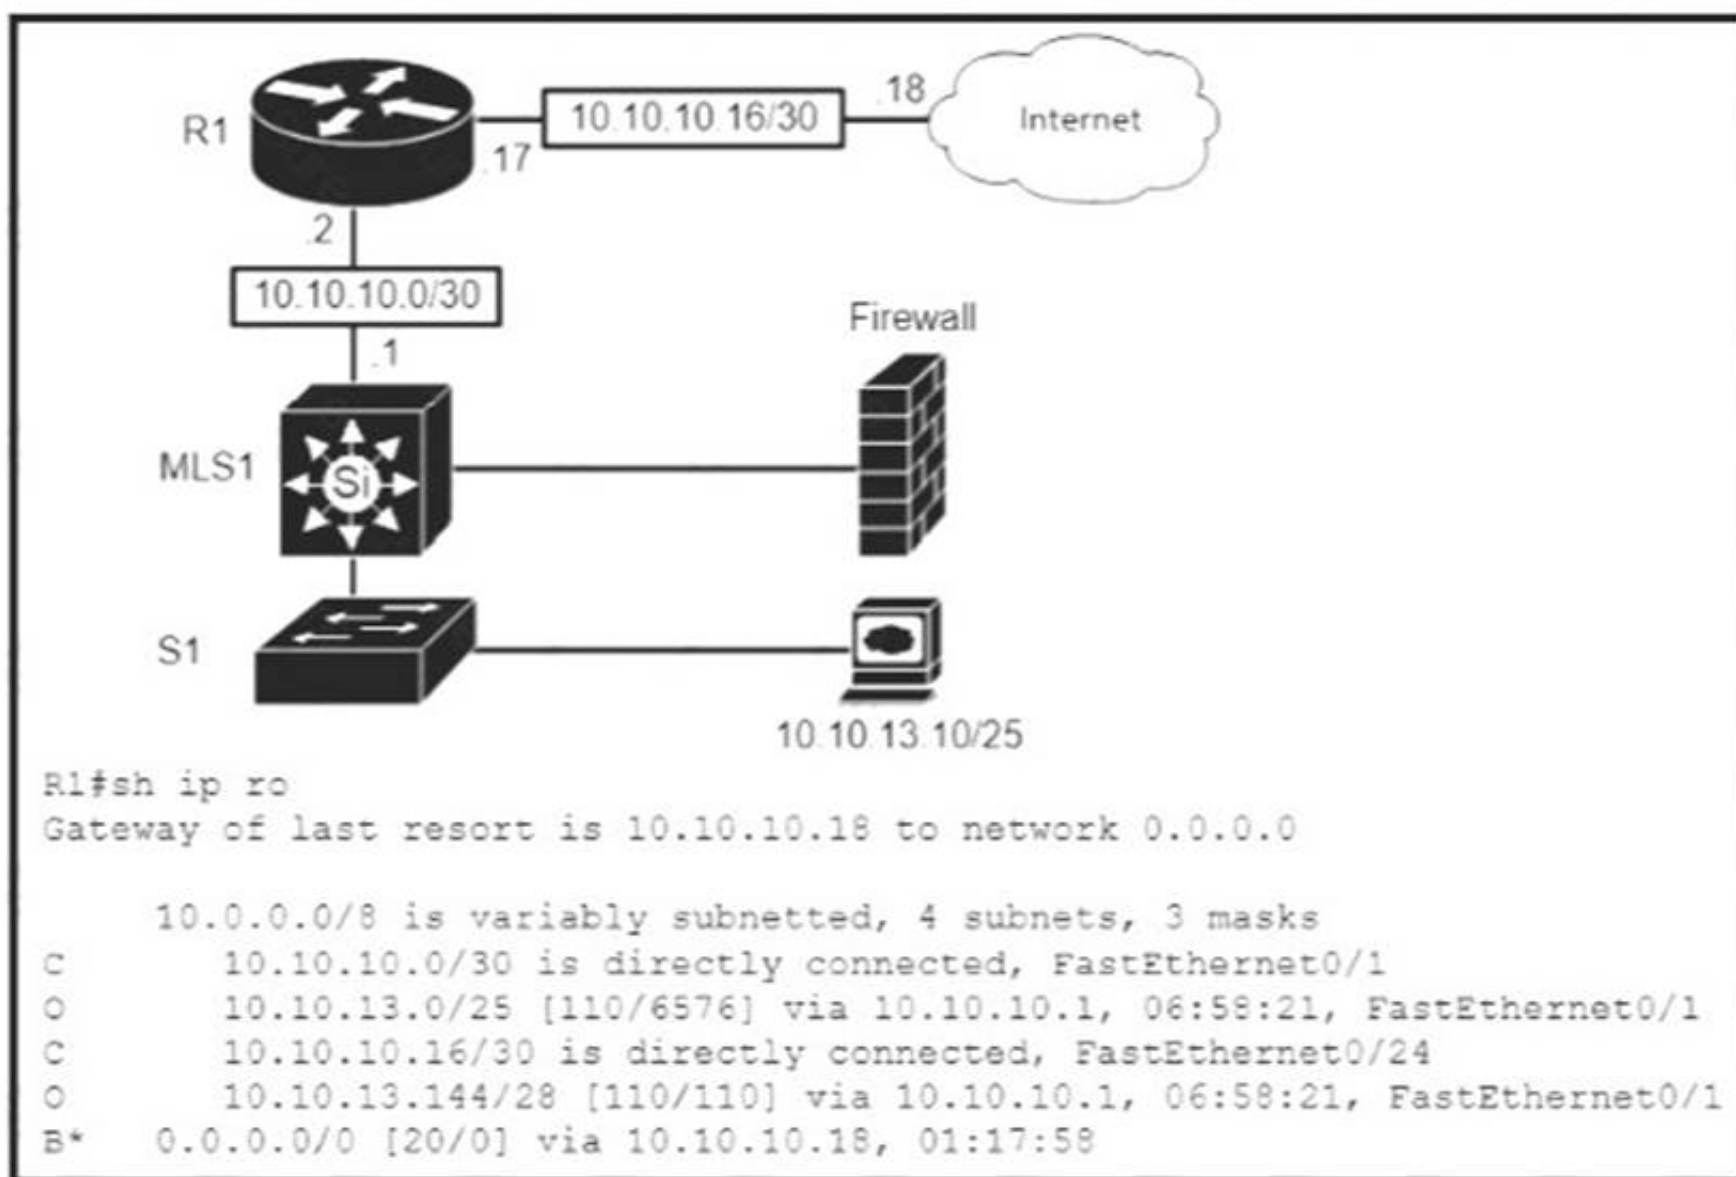 R1
10.10.10.16/30
.18
Internet
.17
.2
10.10.10.0/30
.1
Firewall
MLS1
Si
S1
10.10.13.10/25
R1#sh ip ro
Gateway of last resort is 10.10.10.18 to network 0.0.0.0
10.0.0.0/8 is variably subnetted, 4 subnets, 3 masks
C 10.10.10.0/30 is directly connected, FastEthernet0/1
O 10.10.13.0/25 [110/6576] via 10.10.10.1, 06:58:21, FastEthernet0/1
C 10.10.10.16/30 is directly connected, FastEthernet0/24
O 10.10.13.144/28 [110/110] via 10.10.10.1, 06:58:21, FastEthernet0/1
B* 0.0.0.0/0 [20/0] via 10.10.10.18, 01:17:58